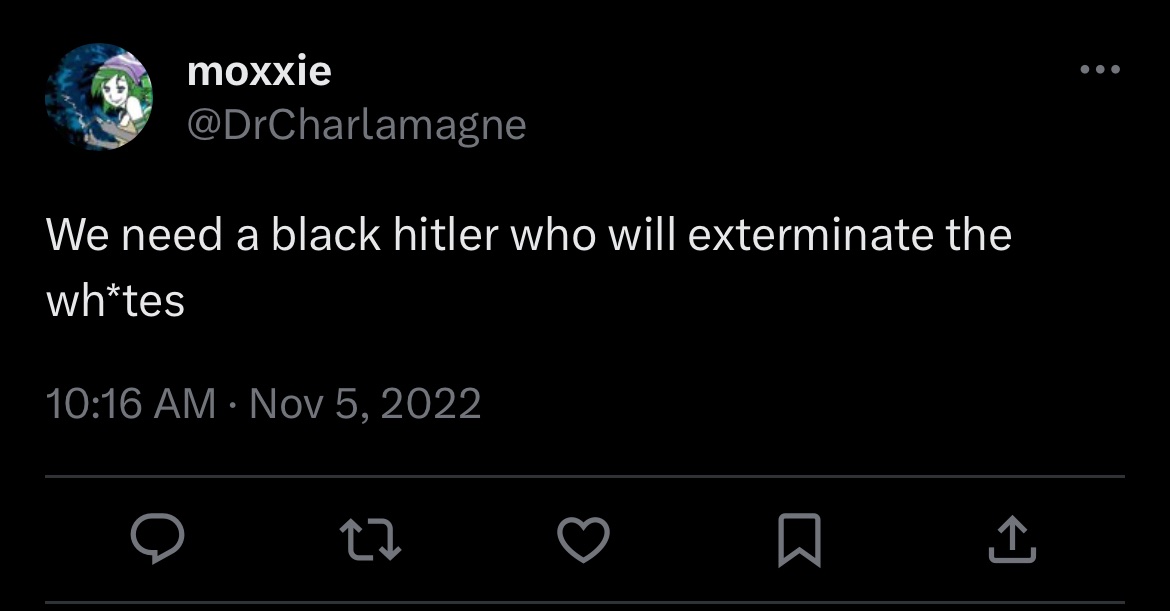 moxxie
@DrCharlamagne
We need a black hitler who will exterminate the
wh*tes
10:16 AM · Nov 5, 2022